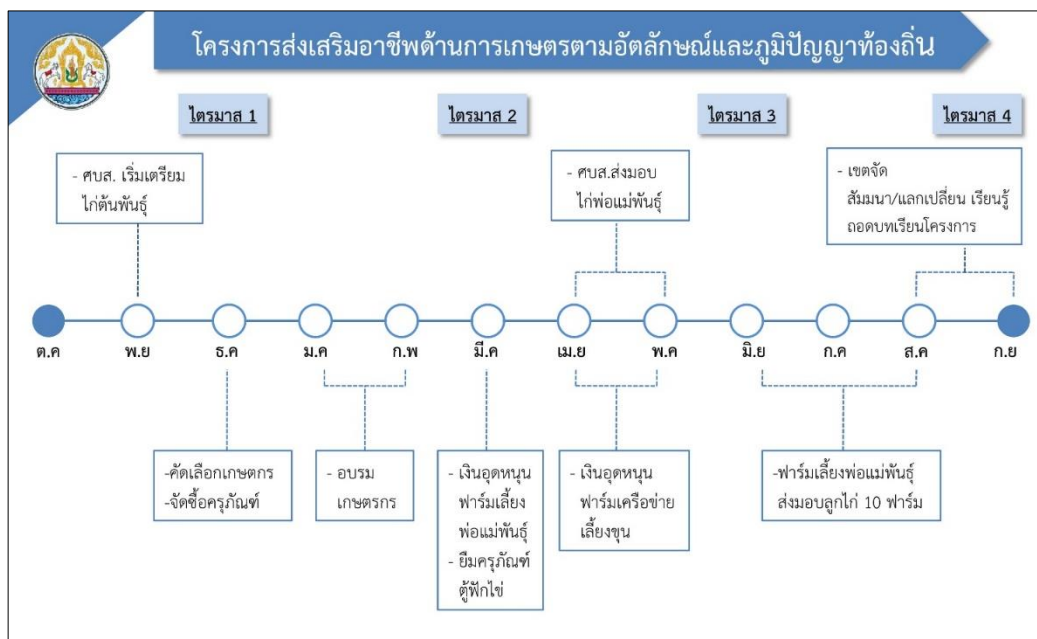 โครงการส่งเสริมอาชีพด้านการเกษตรตามอัตลักษณ์และภูมิปัญญาท้องถิ่น
ไตรมาส 1
ไตรมาส 2
ไตรมาส 3
ไตรมาส 4
- ศบส. เริ่มเตรียม
ไก่ต้นพันธุ์
- ศบส.ส่งมอบ
ไก่พ่อแม่พันธุ์
- เขตจัด
สัมมนา/แลกเปลี่ยน เรียนรู้
ถอดบทเรียนโครงการ
ต.ค
พ.ย
ธ.ค
ม.ค
ก.พ
มี.ค
เม.ย
พ.ค
มิ.ย
ก.ค
ส.ค
ก.ย
-คัดเลือกเกษตกร
-จัดซื้อครุภัณฑ์
- อบรม
เกษตรกร
- เงินอุดหนุน
ฟาร์มเลี้ยง
พ่อแม่พันธุ์
- ยืมครุภัณฑ์
ตู้ฟักไข่
- เงินอุดหนุน
ฟาร์มเครือข่าย
เลี้ยงขุน
-ฟาร์มเลี้ยงพ่อแม่พันธุ์
ส่งมอบลูกไก่ 10 ฟาร์ม